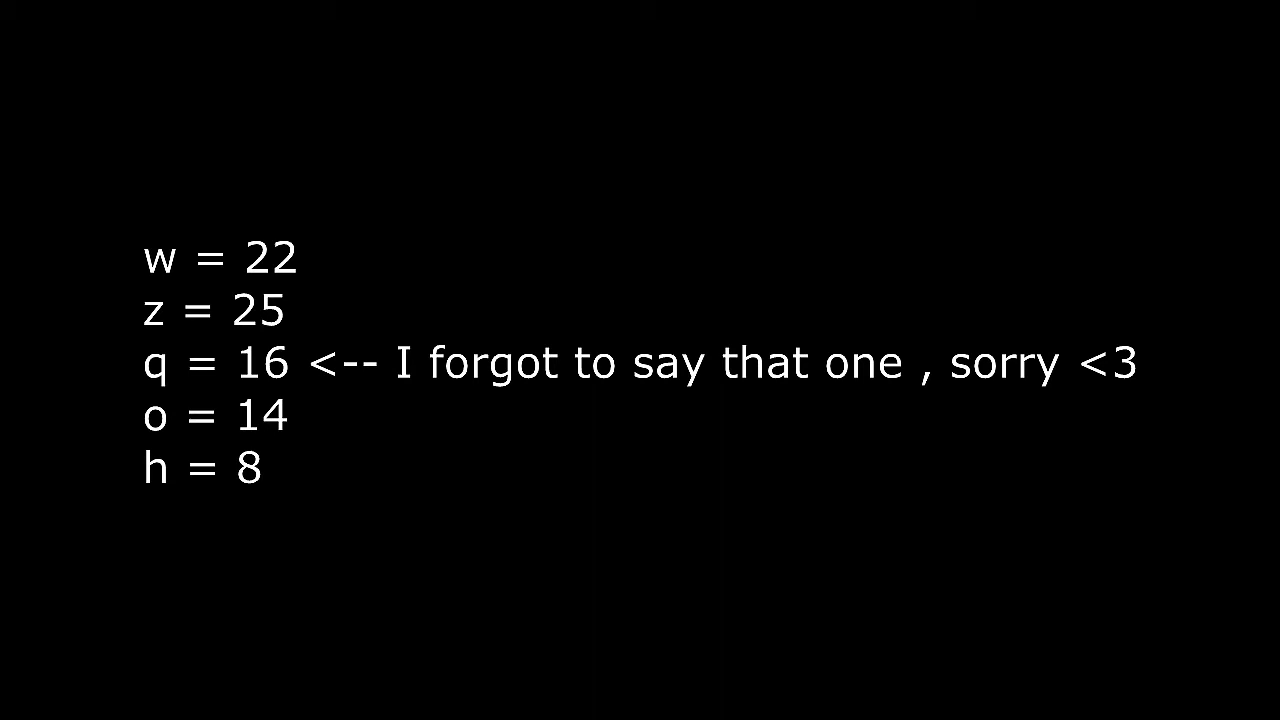 w = 22
z = 25
q = 16 <-- I forgot to say that one , sorry <3
o = 14
h = 8